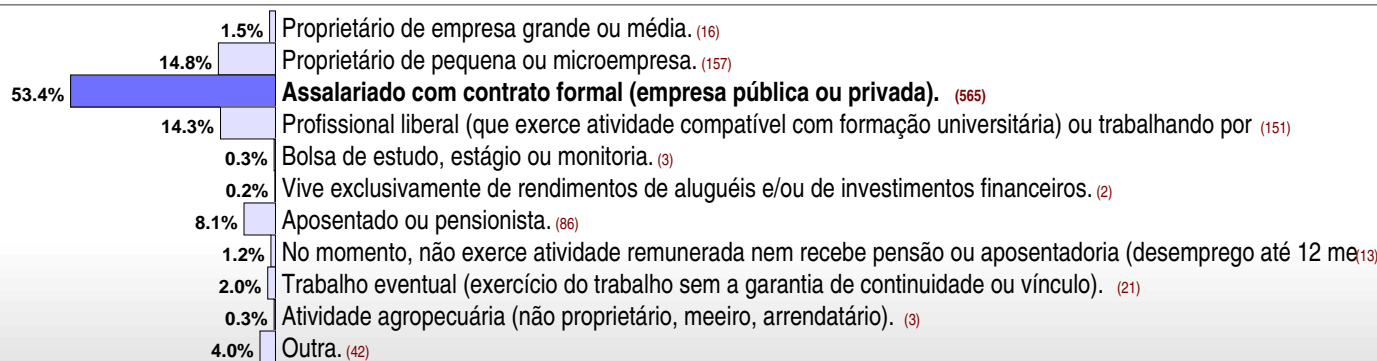 1.5% Proprietário de empresa grande ou média. (16)
14.8% Proprietário de pequena ou microempresa. (157)
53.4% Assalariado com contrato formal (empresa pública ou privada). (565)
14.3% Profissional liberal (que exerce atividade compatível com formação universitária) ou trabalhando por (151)
0.3% Bolsa de estudo, estágio ou monitoria. (3)
0.2% Vive exclusivamente de rendimentos de aluguéis e/ou de investimentos financeiros. (2)
8.1% Aposentado ou pensionista. (86)
1.2% No momento, não exerce atividade remunerada nem recebe pensão ou aposentadoria (desemprego até 12 me(13)
2.0% Trabalho eventual (exercício do trabalho sem a garantia de continuidade ou vínculo). (21)
0.3% Atividade agropecuária (não proprietário, meeiro, arrendatário). (3)
4.0% Outra. (42)